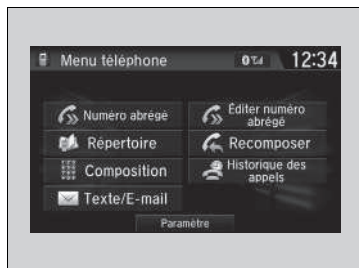 Menu téléphone
12:34
Numéro abrégé
Éditer numéro
abrégé
Répertoire
Recomposer
Composition
Historique des
appels
Texte/E-mail
Paramètre